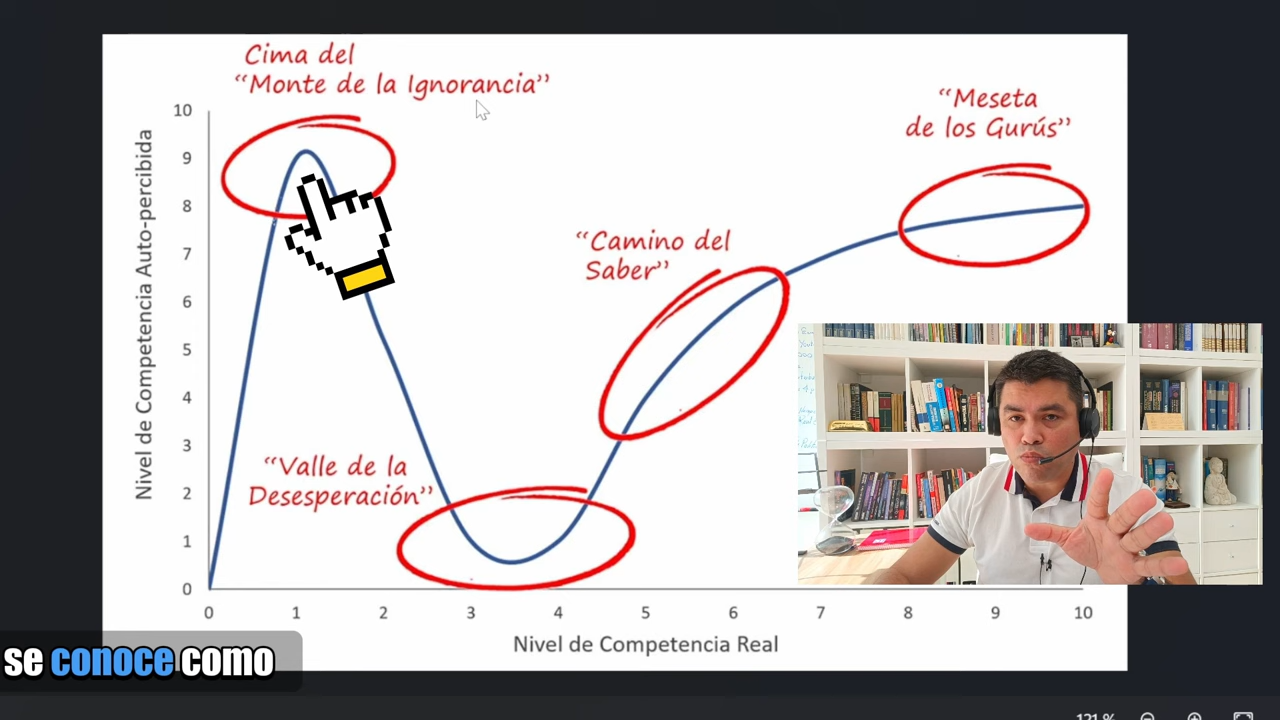 Cima del
“Monte de la Ignorancia”
“Meseta
de los Gurús”
“Camino del
Saber”
“Valle de la
Desesperación”
Nivel de Competencia Auto-percibida
10
9
8
7
6
5
4
3
2
1
0
0 1 2 3 4 5 6 7 8 9 10
Nivel de Competencia Real
se conoce como